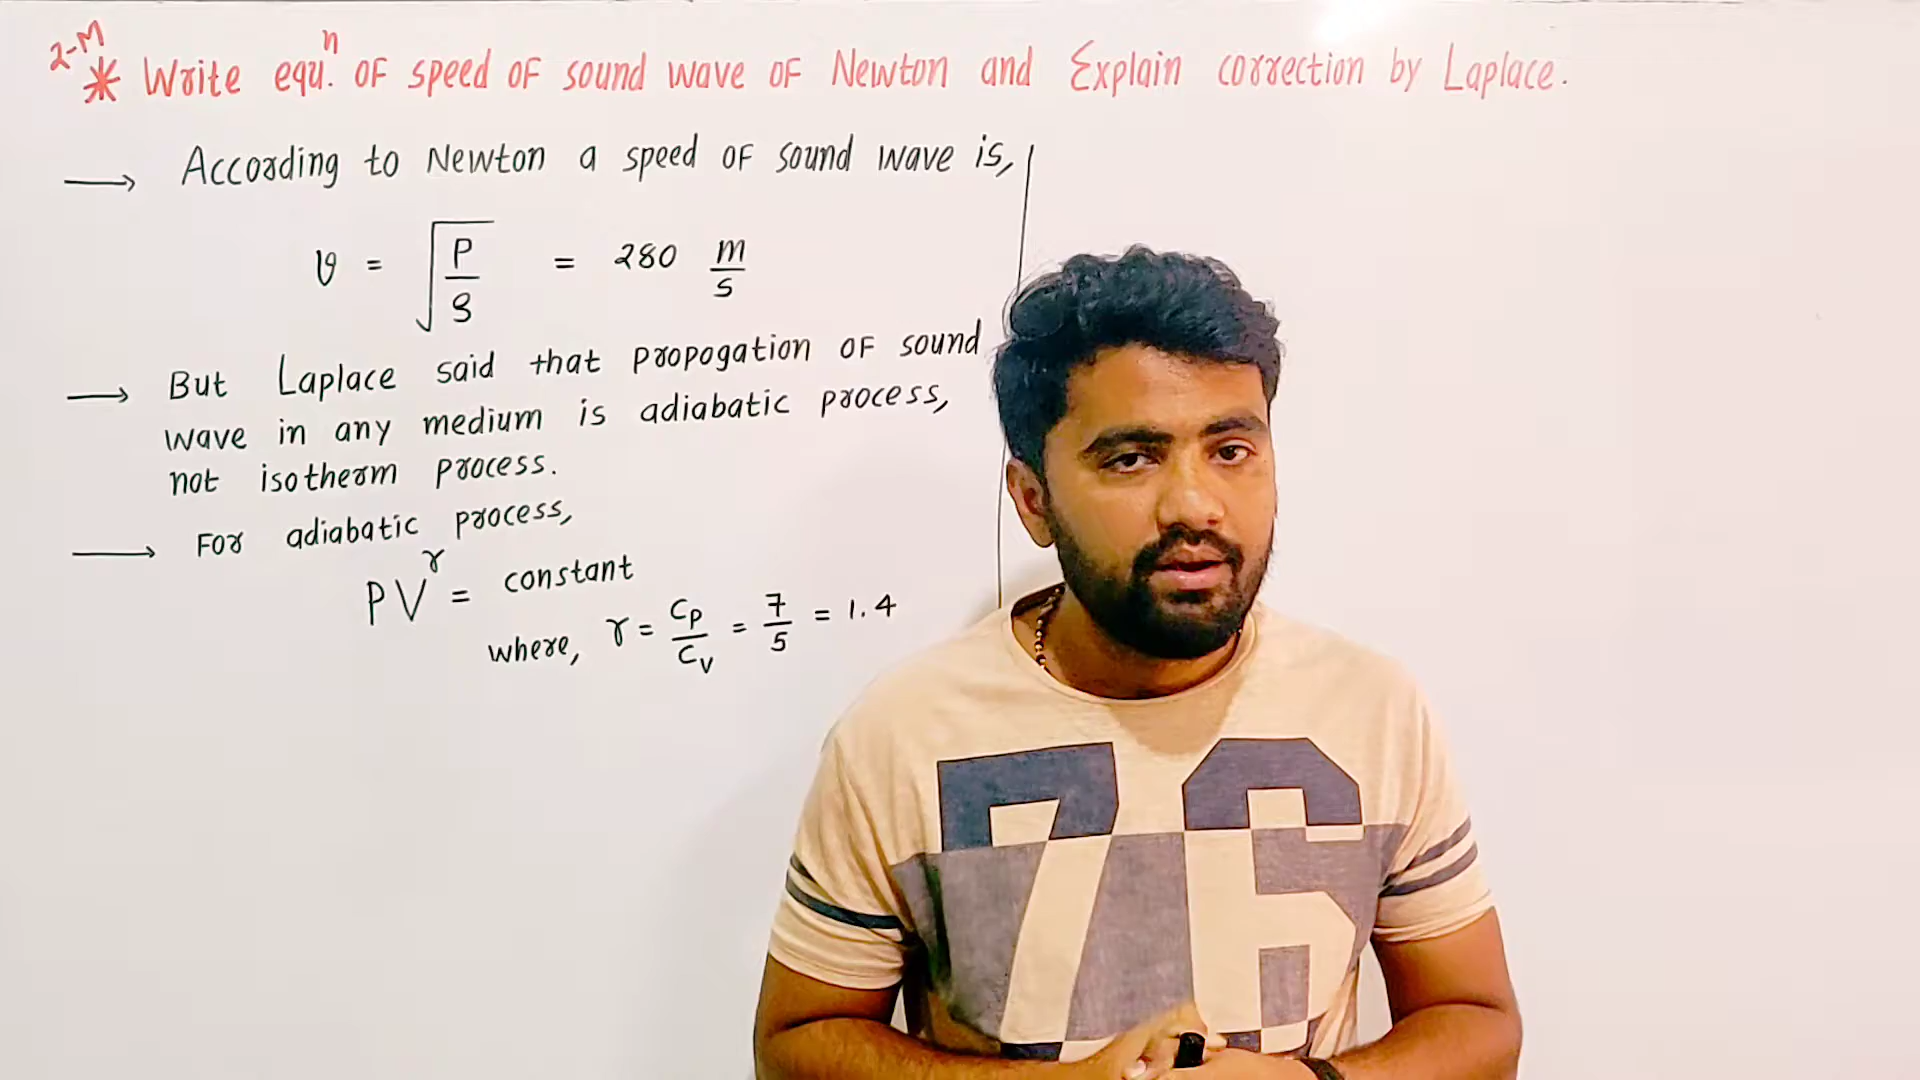 2-M
* Write equⁿ. OF speed OF sound wave OF Newton and Explain correction by Laplace.
→ According to Newton a speed OF sound wave is,
v = √(P/ρ) = 280 m/s
→ But Laplace said that propogation OF sound
wave in any medium is adiabatic process,
not isotherm process.
→ For adiabatic process,
PV^γ = constant
where, γ = CP/CV = 7/5 = 1.4
76